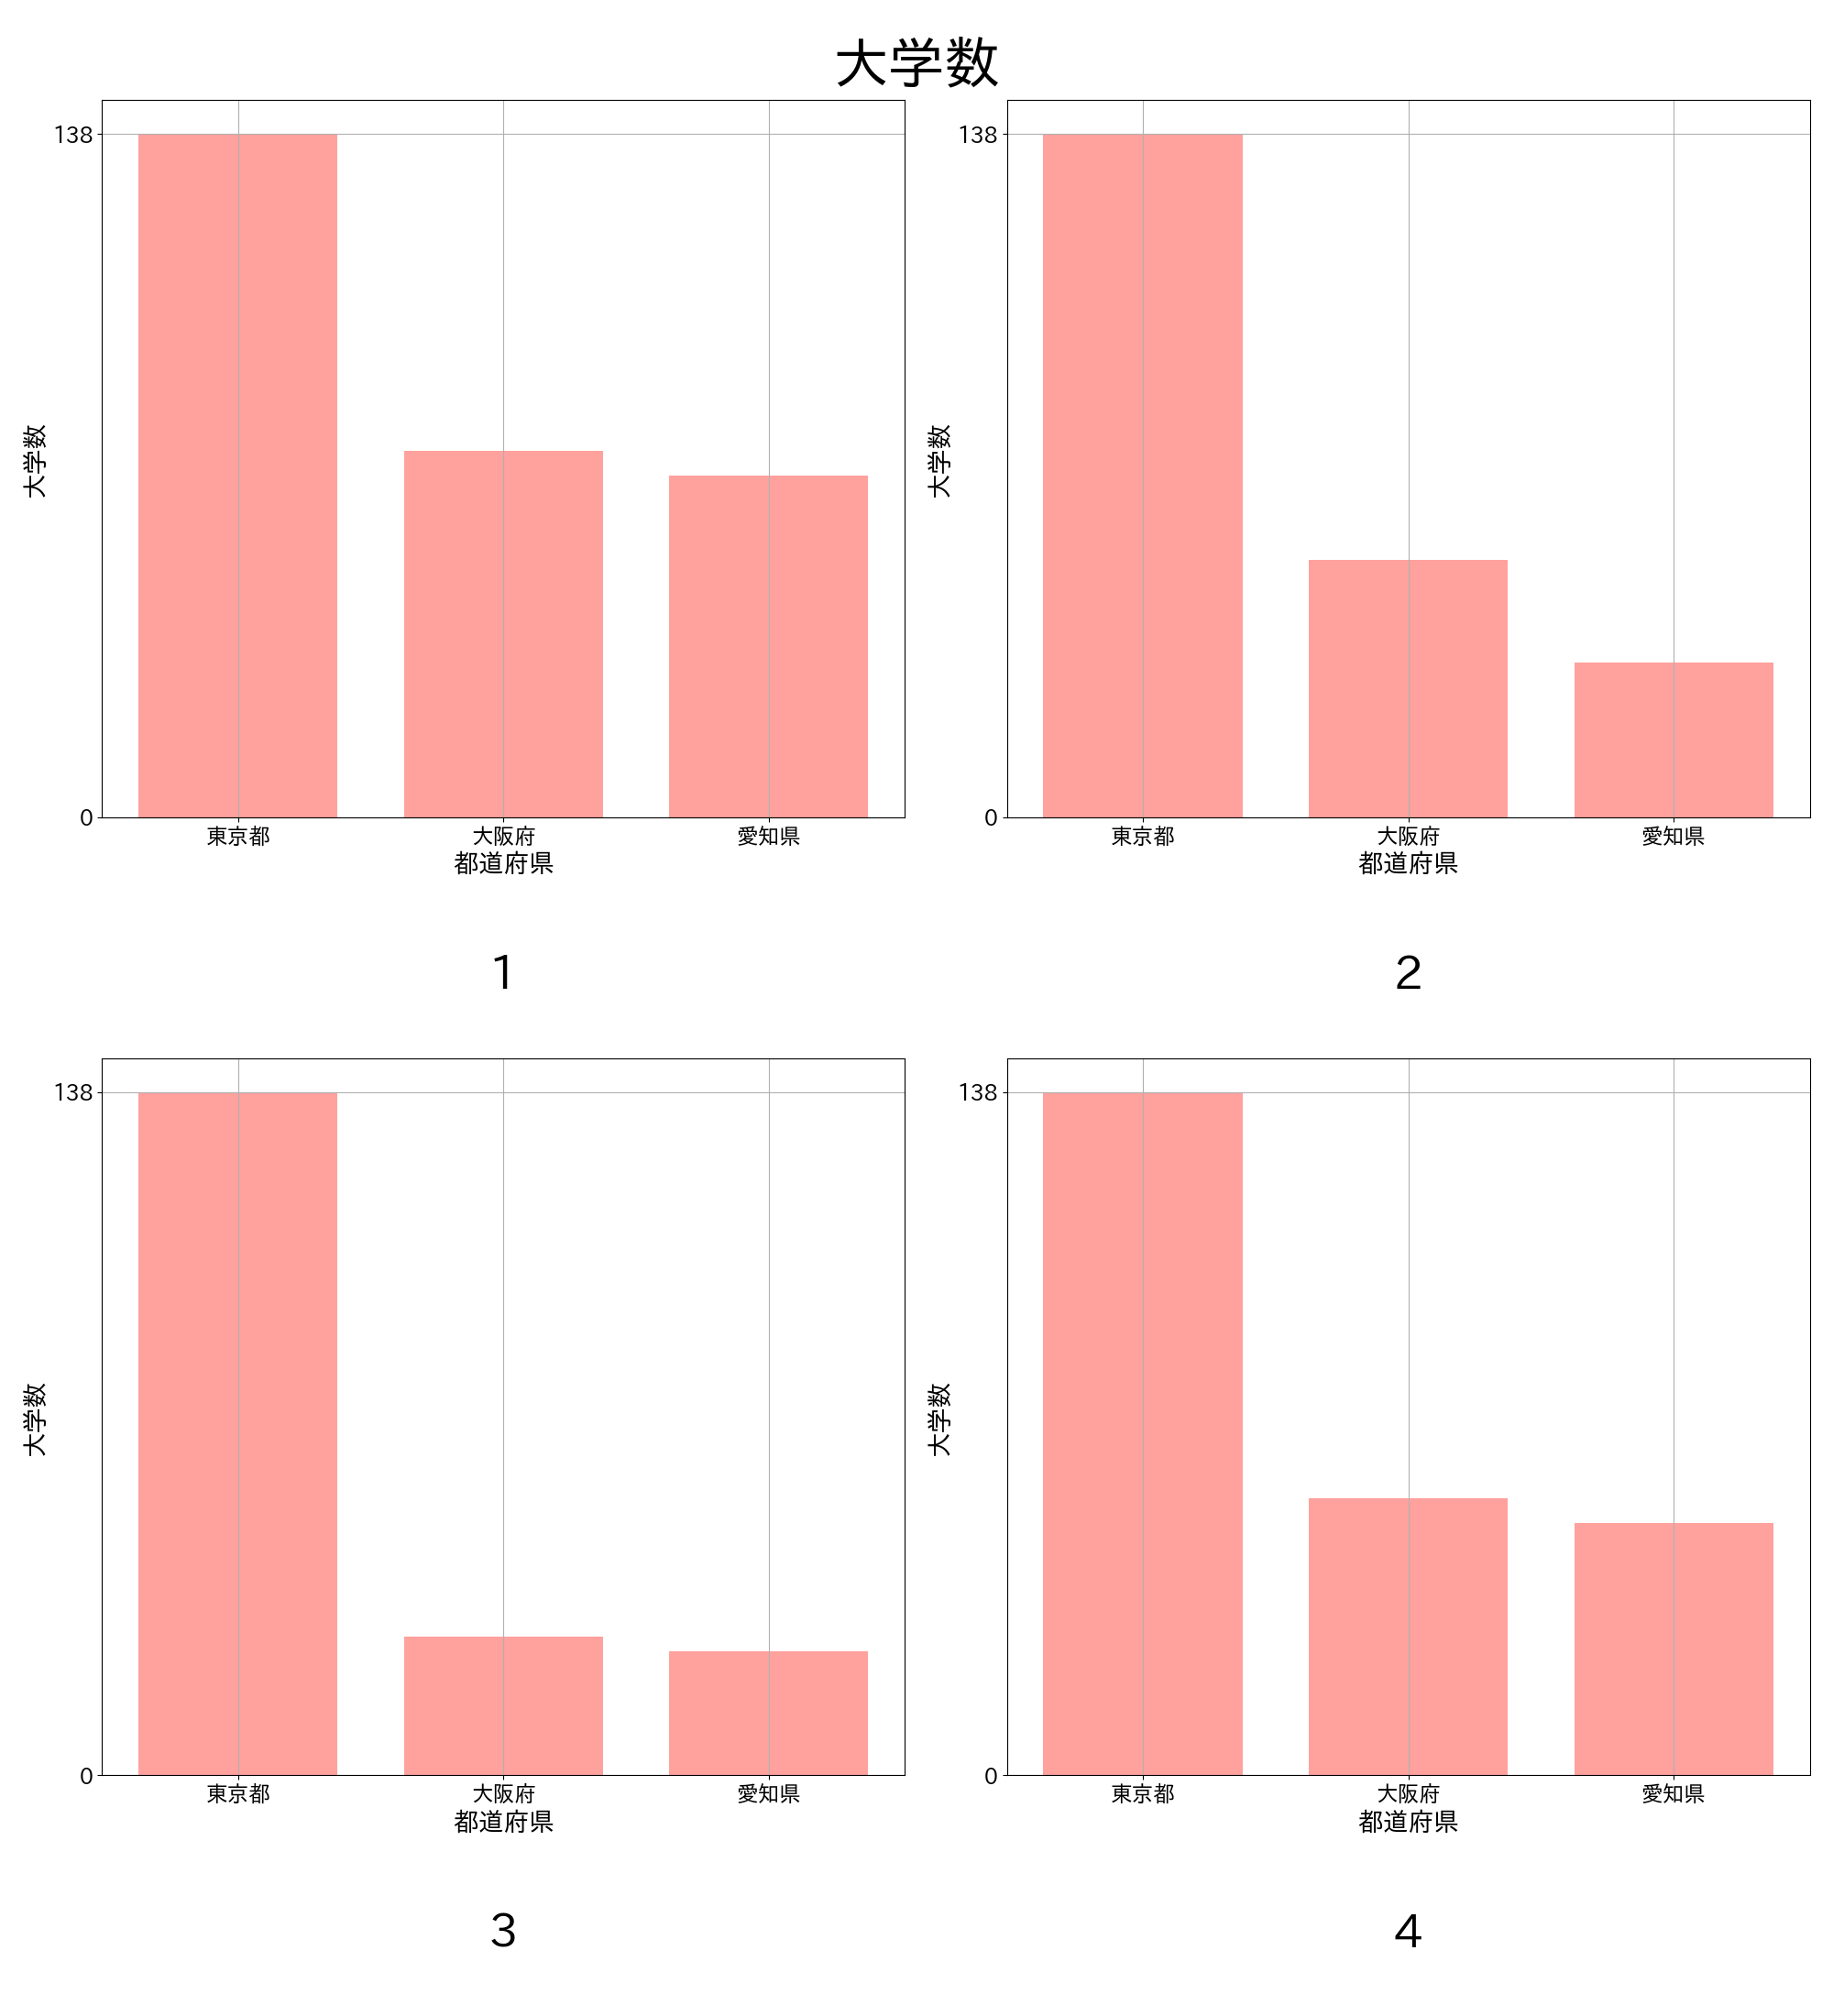 大学数
138
0
大学数
東京都 大阪府 愛知県
都道府県
1
138
0
大学数
東京都 大阪府 愛知県
都道府県
2
138
0
大学数
東京都 大阪府 愛知県
都道府県
3
138
0
大学数
東京都 大阪府 愛知県
都道府県
4